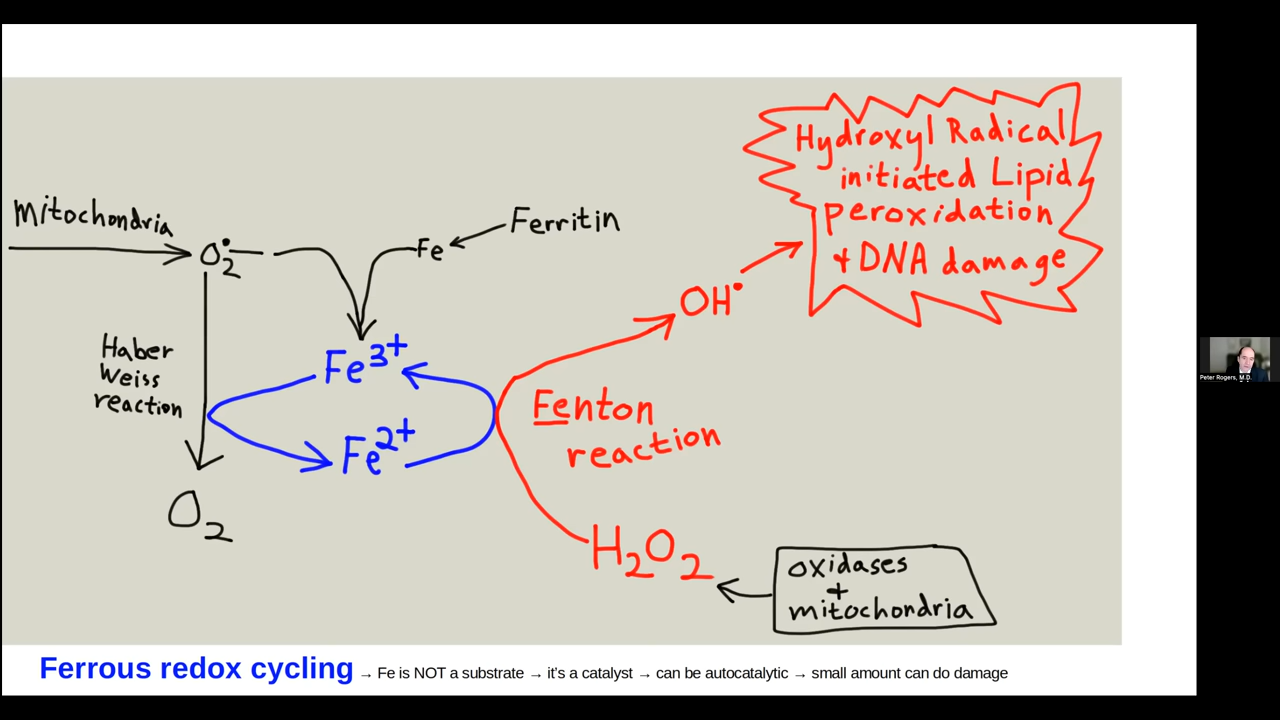 Hydroxyl Radical
initiated Lipid
peroxidation
+ DNA damage
Mitochondria
O₂•—
Fe
Ferritin
OH•
Haber
Weiss
reaction
Fe³⁺
Fe²⁺
Fenton
reaction
O₂
H₂O₂
oxidases
+
mitochondria
Ferrous redox cycling → Fe is NOT a substrate → it's a catalyst → can be autocatalytic → small amount can do damage
Peter Rogers, M.D.